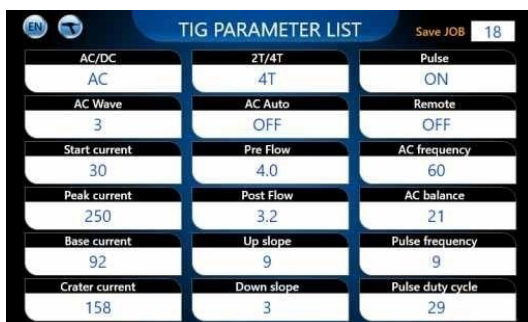 EN TIG PARAMETER LIST Save JOB 18
AC/DC 2T/4T Pulse
AC 4T ON
AC Wave AC Auto Remote
3 OFF OFF
Start current Pre Flow AC frequency
30 4.0 60
Peak current Post Flow AC balance
250 3.2 21
Base current Up slope Pulse frequency
92 9 9
Crater current Down slope Pulse duty cycle
158 3 29